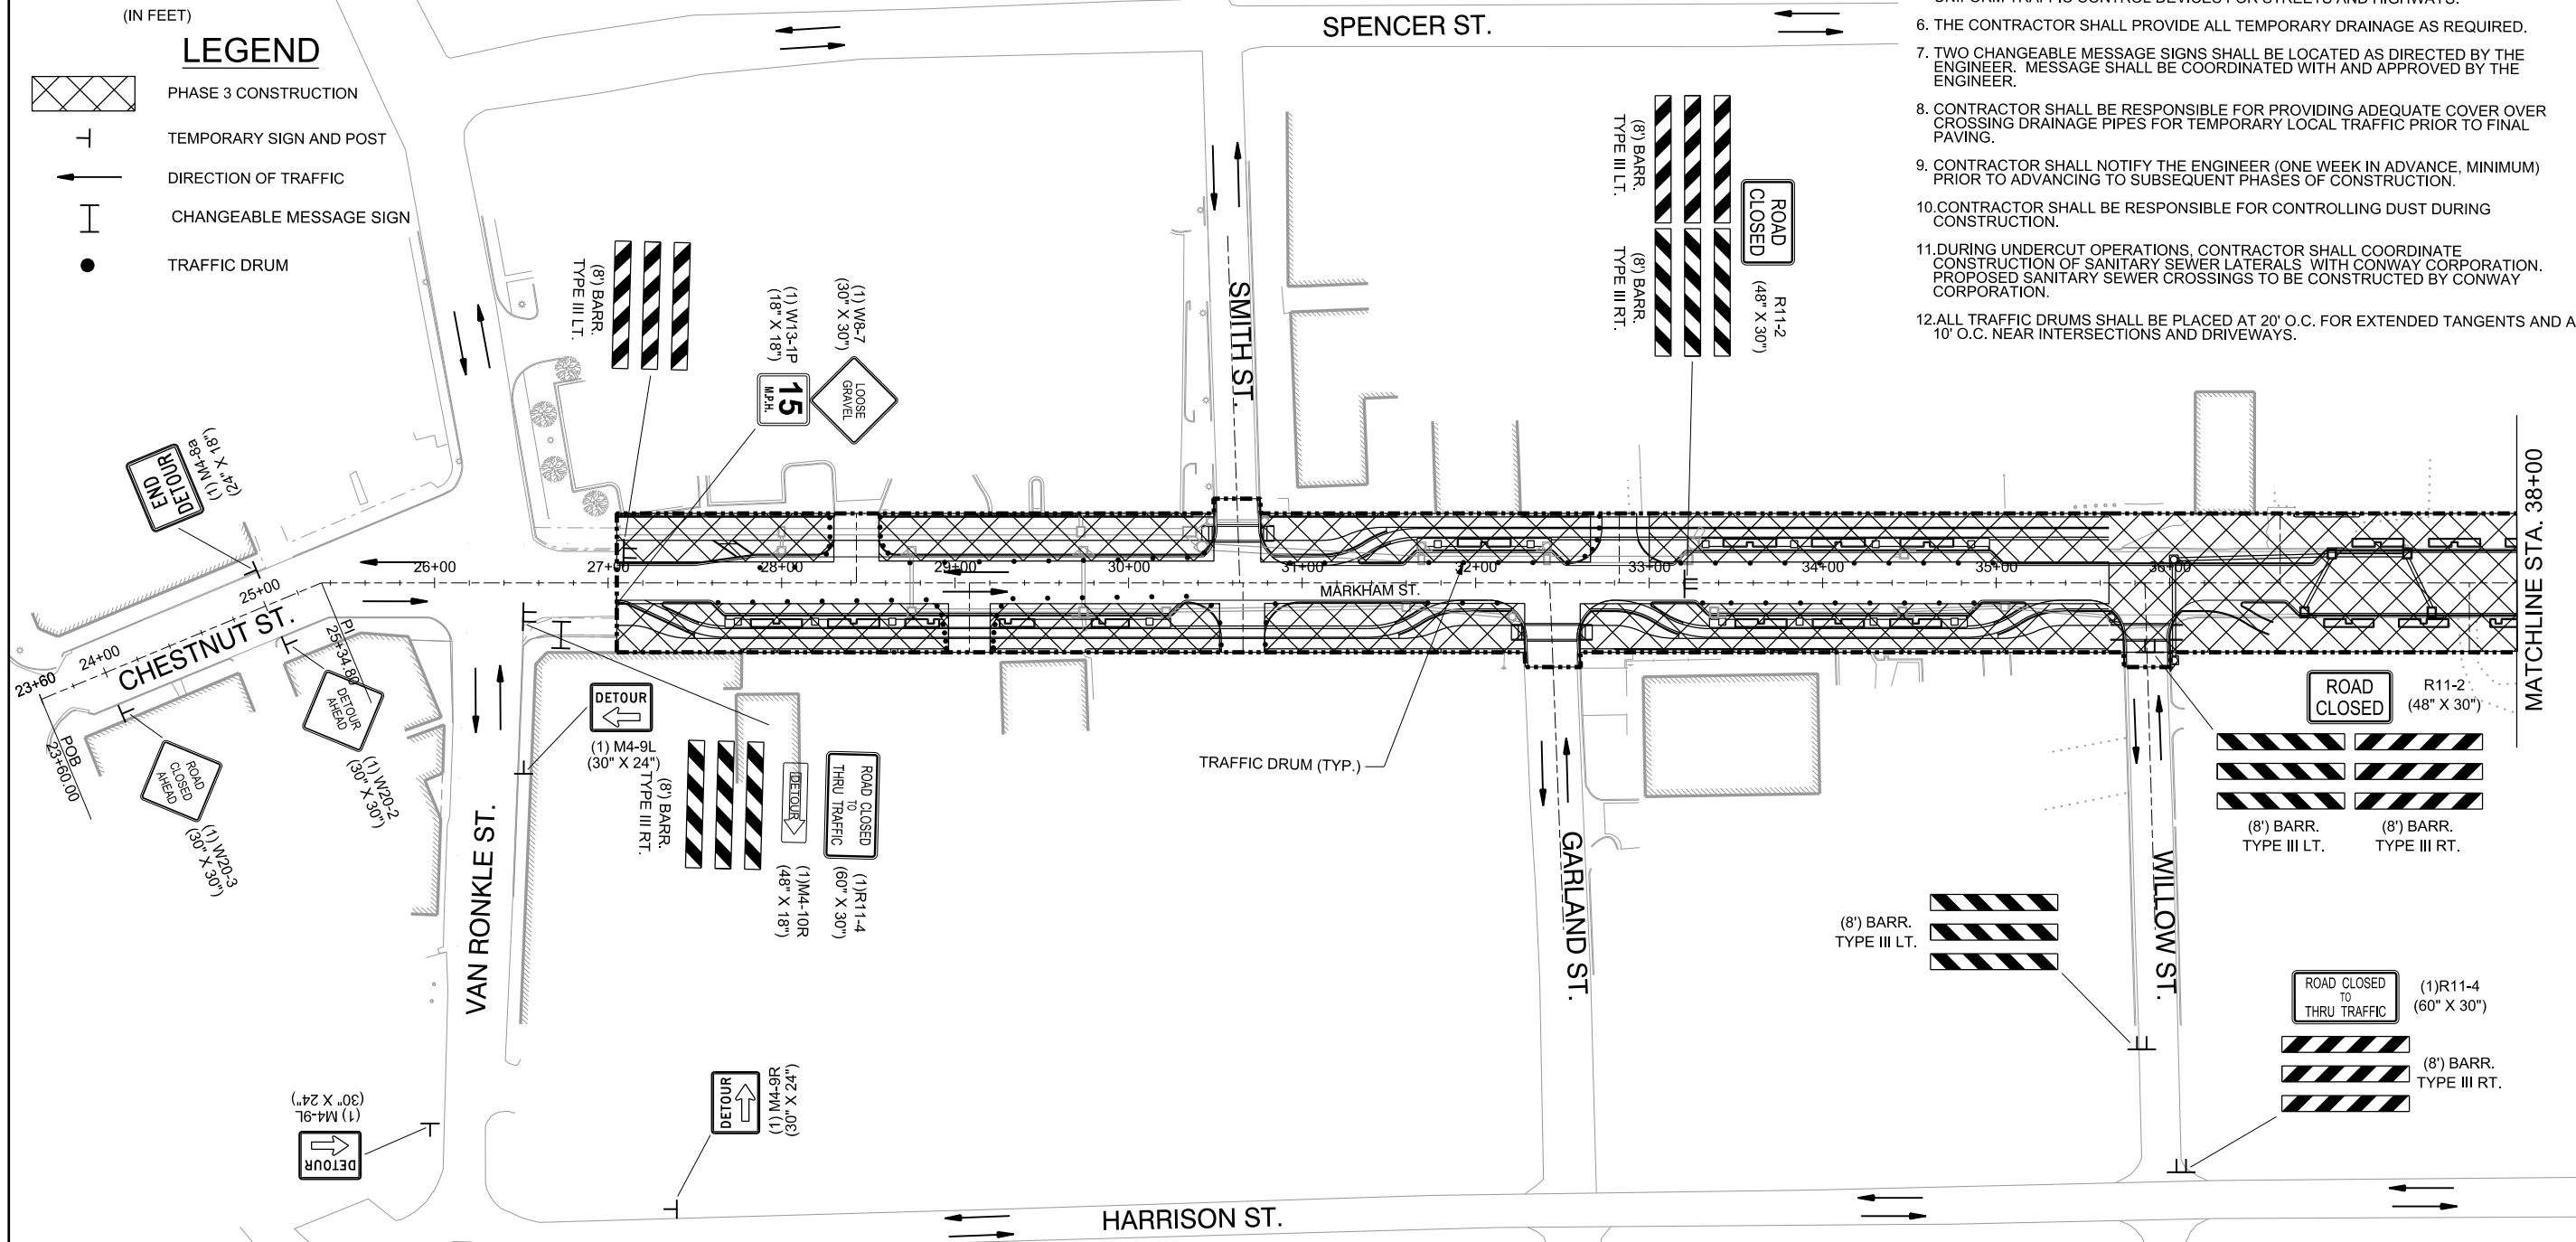 (IN FEET)
LEGEND
PHASE 3 CONSTRUCTION
TEMPORARY SIGN AND POST
DIRECTION OF TRAFFIC
CHANGEABLE MESSAGE SIGN
TRAFFIC DRUM
SPENCER ST.
6. THE CONTRACTOR SHALL PROVIDE ALL TEMPORARY DRAINAGE AS REQUIRED.
7. TWO CHANGEABLE MESSAGE SIGNS SHALL BE LOCATED AS DIRECTED BY THE
ENGINEER. MESSAGE SHALL BE COORDINATED WITH AND APPROVED BY THE
ENGINEER.
8. CONTRACTOR SHALL BE RESPONSIBLE FOR PROVIDING ADEQUATE COVER OVER
CROSSING DRAINAGE PIPES FOR TEMPORARY LOCAL TRAFFIC PRIOR TO FINAL
PAVING.
9. CONTRACTOR SHALL NOTIFY THE ENGINEER (ONE WEEK IN ADVANCE, MINIMUM)
PRIOR TO ADVANCING TO SUBSEQUENT PHASES OF CONSTRUCTION.
10.CONTRACTOR SHALL BE RESPONSIBLE FOR CONTROLLING DUST DURING
CONSTRUCTION.
11.DURING UNDERCUT OPERATIONS, CONTRACTOR SHALL COORDINATE
CONSTRUCTION OF SANITARY SEWER LATERALS WITH CONWAY CORPORATION.
PROPOSED SANITARY SEWER CROSSINGS TO BE CONSTRUCTED BY CONWAY
CORPORATION.
12.ALL TRAFFIC DRUMS SHALL BE PLACED AT 20' O.C. FOR EXTENDED TANGENTS AND A
10' O.C. NEAR INTERSECTIONS AND DRIVEWAYS.
(8') BARR.
TYPE III LT.
(1) W13-1P
(18" X 18")
15
M.P.H.
(1) W8-7
(30" X 30")
LOOSE
GRAVEL
SMITH ST.
(8') BARR.
TYPE III LT.
(8') BARR.
TYPE III RT.
ROAD
CLOSED
R11-2
(48" X 30")
END
DETOUR
(1) M4-8a
(24" X 18")
23+60
24+00
25+00
26+00
27+00
28+00
29+00
30+00
31+00
32+00
33+00
34+00
35+00
36+00
MARKHAM ST.
MATCHLINE STA. 38+00
CHESTNUT ST.
PI
25+34.80
POB
23+60.00
DETOUR
AHEAD
(1) W20-2
(30" X 30")
ROAD
CLOSED
AHEAD
(1) W20-3
(30" X 30")
VAN RONKLE ST.
DETOUR
(1) M4-9L
(30" X 24")
(8') BARR.
TYPE III RT.
DETOUR
(1)M4-10R
(48" X 18")
ROAD CLOSED
TO
THRU TRAFFIC
(1)R11-4
(60" X 30")
TRAFFIC DRUM (TYP.)
GARLAND ST.
WILLOW ST.
ROAD
CLOSED
R11-2
(48" X 30")
(8') BARR.
TYPE III LT.
(8') BARR.
TYPE III RT.
(8') BARR.
TYPE III LT.
ROAD CLOSED
TO
THRU TRAFFIC
(1)R11-4
(60" X 30")
(8') BARR.
TYPE III RT.
(1) M4-9L
(30" X 24")
DETOUR
DETOUR
(1) M4-9R
(30" X 24")
HARRISON ST.